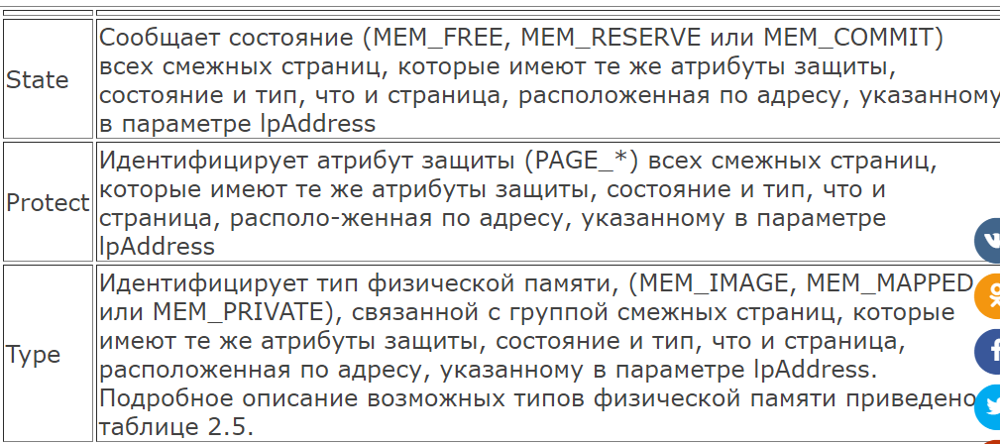 State
Сообщает состояние (MEM_FREE, MEM_RESERVE или MEM_COMMIT)
всех смежных страниц, которые имеют те же атрибуты защиты,
состояние и тип, что и страница, расположенная по адресу, указанному
в параметре lpAddress
Protect
Идентифицирует атрибут защиты (PAGE_*) всех смежных страниц,
которые имеют те же атрибуты защиты, состояние и тип, что и
страница, располо-женная по адресу, указанному в параметре
lpAddress
Type
Идентифицирует тип физической памяти, (MEM_IMAGE, MEM_MAPPED
или MEM_PRIVATE), связанной с группой смежных страниц, которые
имеют те же атрибуты защиты, состояние и тип, что и страница,
расположенная по адресу, указанному в параметре lpAddress.
Подробное описание возможных типов физической памяти приведено
таблице 2.5.